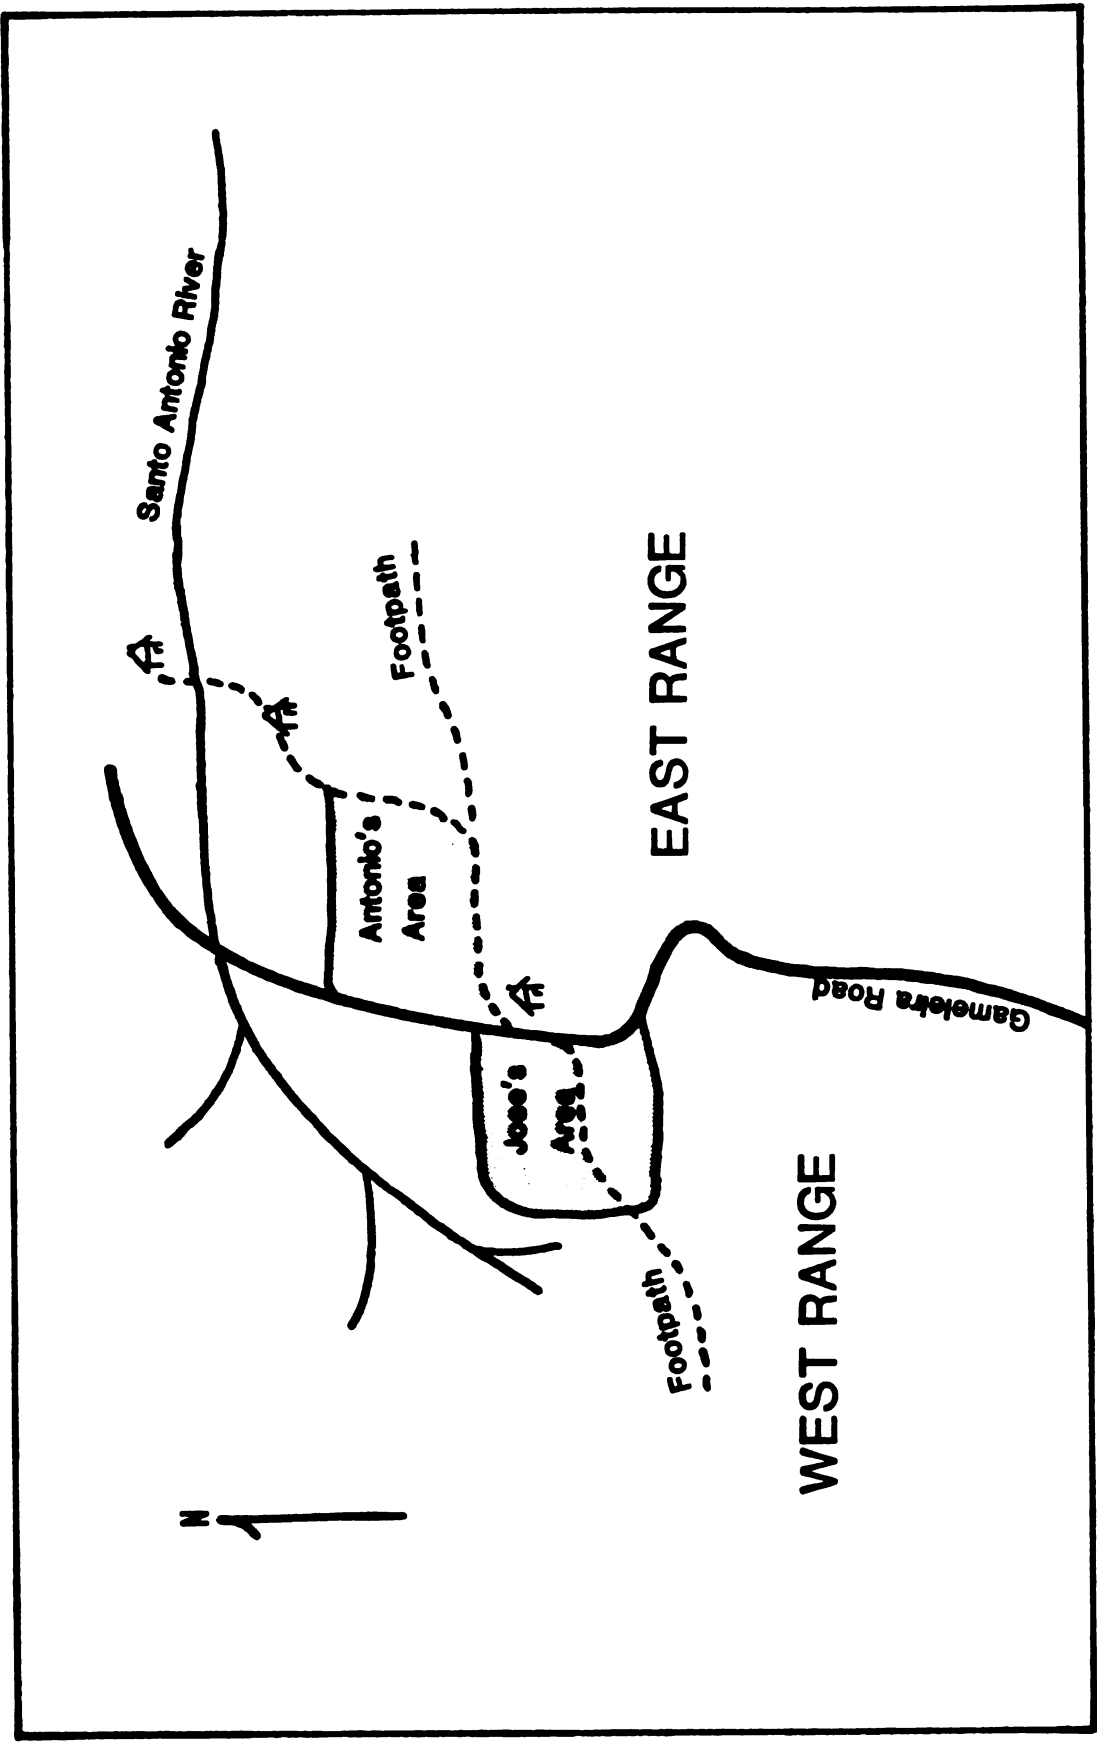 Santo Antonio River
Footpath
EAST RANGE
Antonio's
Area
Gameleira Road
Jose's
Area
Footpath
WEST RANGE
N